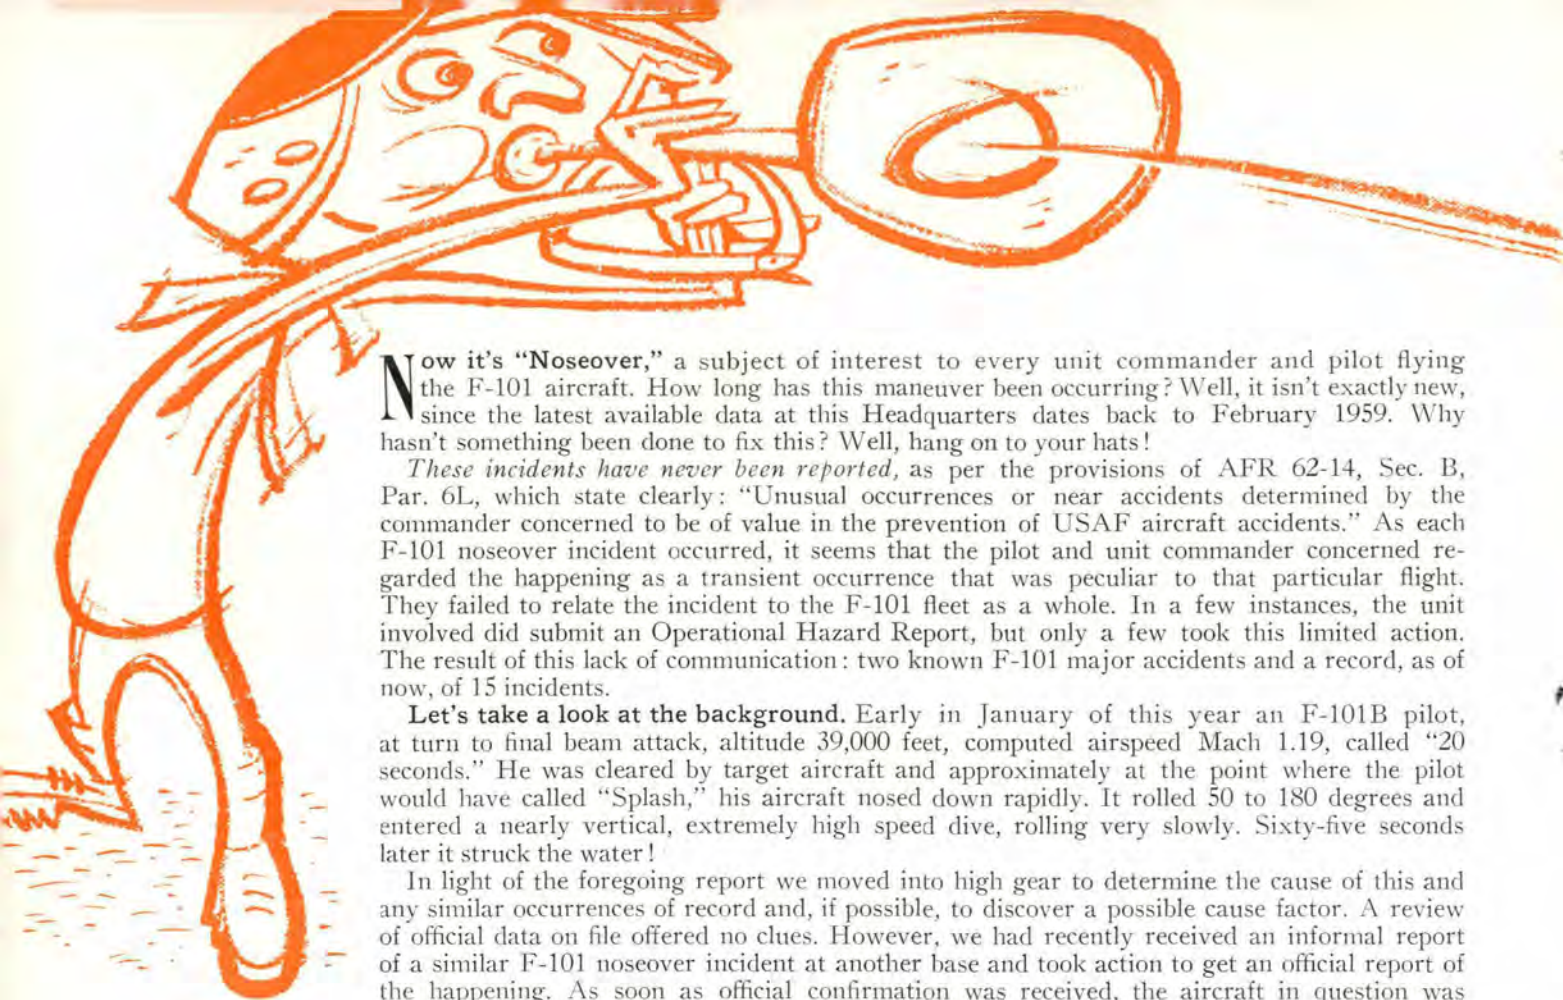 Now it's "Noseover," a subject of interest to every unit commander and pilot flying
the F-101 aircraft. How long has this maneuver been occurring? Well, it isn't exactly new,
since the latest available data at this Headquarters dates back to February 1959. Why
hasn't something been done to fix this? Well, hang on to your hats!
These incidents have never been reported, as per the provisions of AFR 62-14, Sec. B,
Par. 6L, which state clearly: "Unusual occurrences or near accidents determined by the
commander concerned to be of value in the prevention of USAF aircraft accidents." As each
F-101 noseover incident occurred, it seems that the pilot and unit commander concerned re-
garded the happening as a transient occurrence that was peculiar to that particular flight.
They failed to relate the incident to the F-101 fleet as a whole. In a few instances, the unit
involved did submit an Operational Hazard Report, but only a few took this limited action.
The result of this lack of communication: two known F-101 major accidents and a record, as of
now, of 15 incidents.
Let's take a look at the background. Early in January of this year an F-101B pilot,
at turn to final beam attack, altitude 39,000 feet, computed airspeed Mach 1.19, called "20
seconds." He was cleared by target aircraft and approximately at the point where the pilot
would have called "Splash," his aircraft nosed down rapidly. It rolled 50 to 180 degrees and
entered a nearly vertical, extremely high speed dive, rolling very slowly. Sixty-five seconds
later it struck the water!
In light of the foregoing report we moved into high gear to determine the cause of this and
any similar occurrences of record and, if possible, to discover a possible cause factor. A review
of official data on file offered no clues. However, we had recently received an informal report
of a similar F-101 noseover incident at another base and took action to get an official report of
the happening. As soon as official confirmation was received, the aircraft in question was